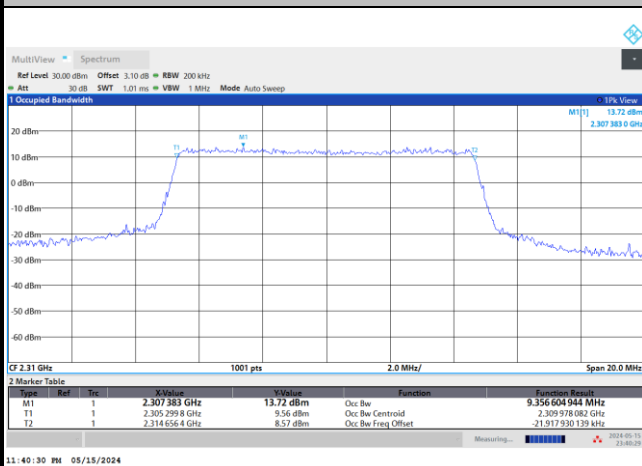 MultiView Spectrum
Ref Level 30.00 dBm Offset 3.10 dB RBW 200 kHz
Att 30 dB SWT 1.01 ms VBW 1 MHz Mode Auto Sweep
1 Occupied Bandwidth 1Pk View
M1[1] 13.72 dBm
2.307 383 0 GHz
20 dBm
M1
T1 T2
10 dBm
0 dBm
-10 dBm
-20 dBm
-30 dBm
-40 dBm
-50 dBm
-60 dBm
CF 2.31 GHz 1001 pts 2.0 MHz/ Span 20.0 MHz
2 Marker Table
Type Ref Trc X-Value Y-Value Function Function Result
M1 1 2.307 383 GHz 13.72 dBm Occ Bw 9.356 604 944 MHz
T1 1 2.305 299 8 GHz 9.56 dBm Occ Bw Centroid 2.309 978 082 GHz
T2 1 2.314 656 4 GHz 8.57 dBm Occ Bw Freq Offset -21.917 930 139 kHz
Measuring... 2024-05-15
23:40:29
11:40:30 PM 05/15/2024